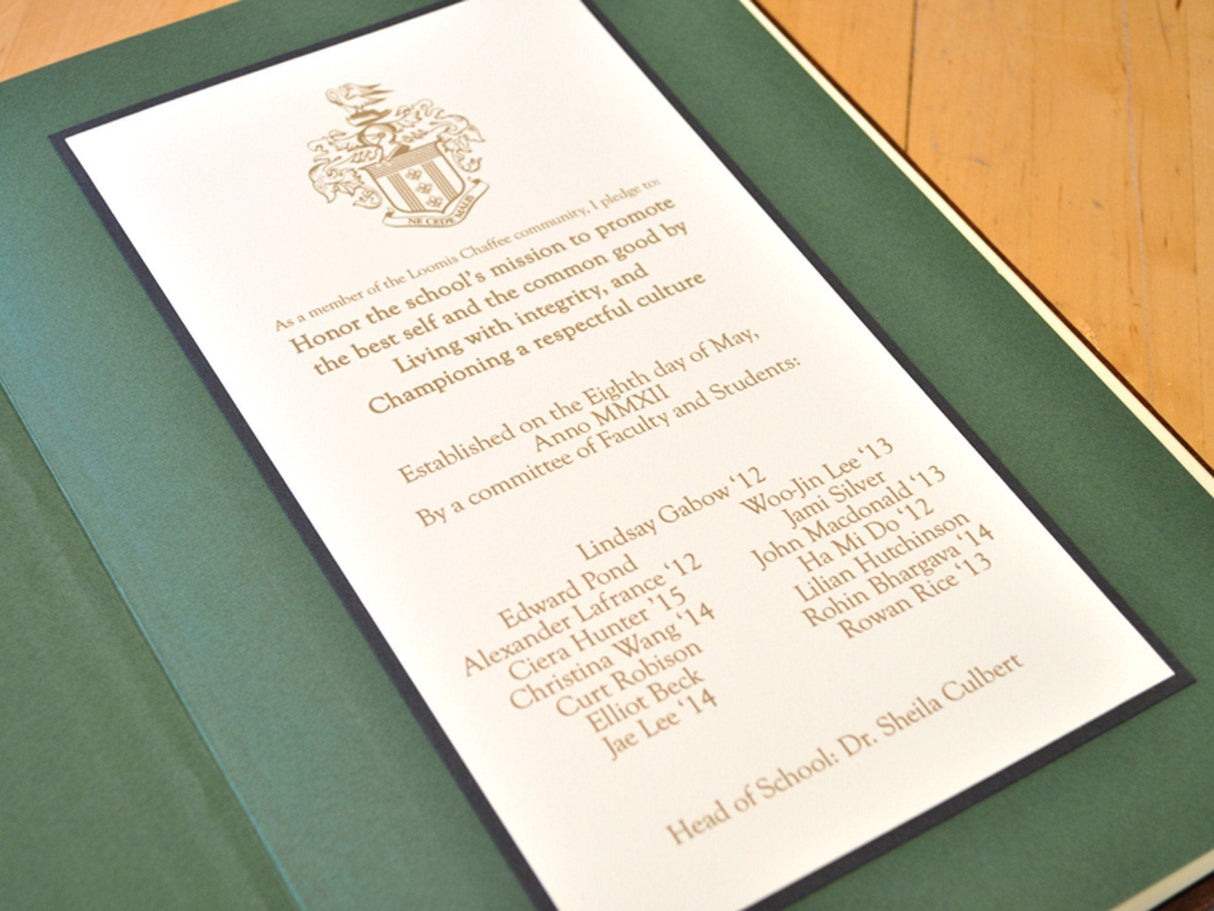 NE CEDE MALIS
As a member of the Loomis Chaffee community, I pledge to:
Honor the school's mission to promote
the best self and the common good by
Living with integrity, and
Championing a respectful culture
Established on the Eighth day of May,
Anno MMXII
By a committee of Faculty and Students:
Lindsay Gabow '12
Edward Pond
Alexander Lafrance '12
Ciera Hunter '15
Christina Wang '14
Curt Robison
Elliot Beck
Jae Lee '14
Woo-Jin Lee '13
Jami Silver
John Macdonald '13
Ha Mi Do '12
Lilian Hutchinson
Rohin Bhargava '14
Rowan Rice '13
Head of School: Dr. Sheila Culbert